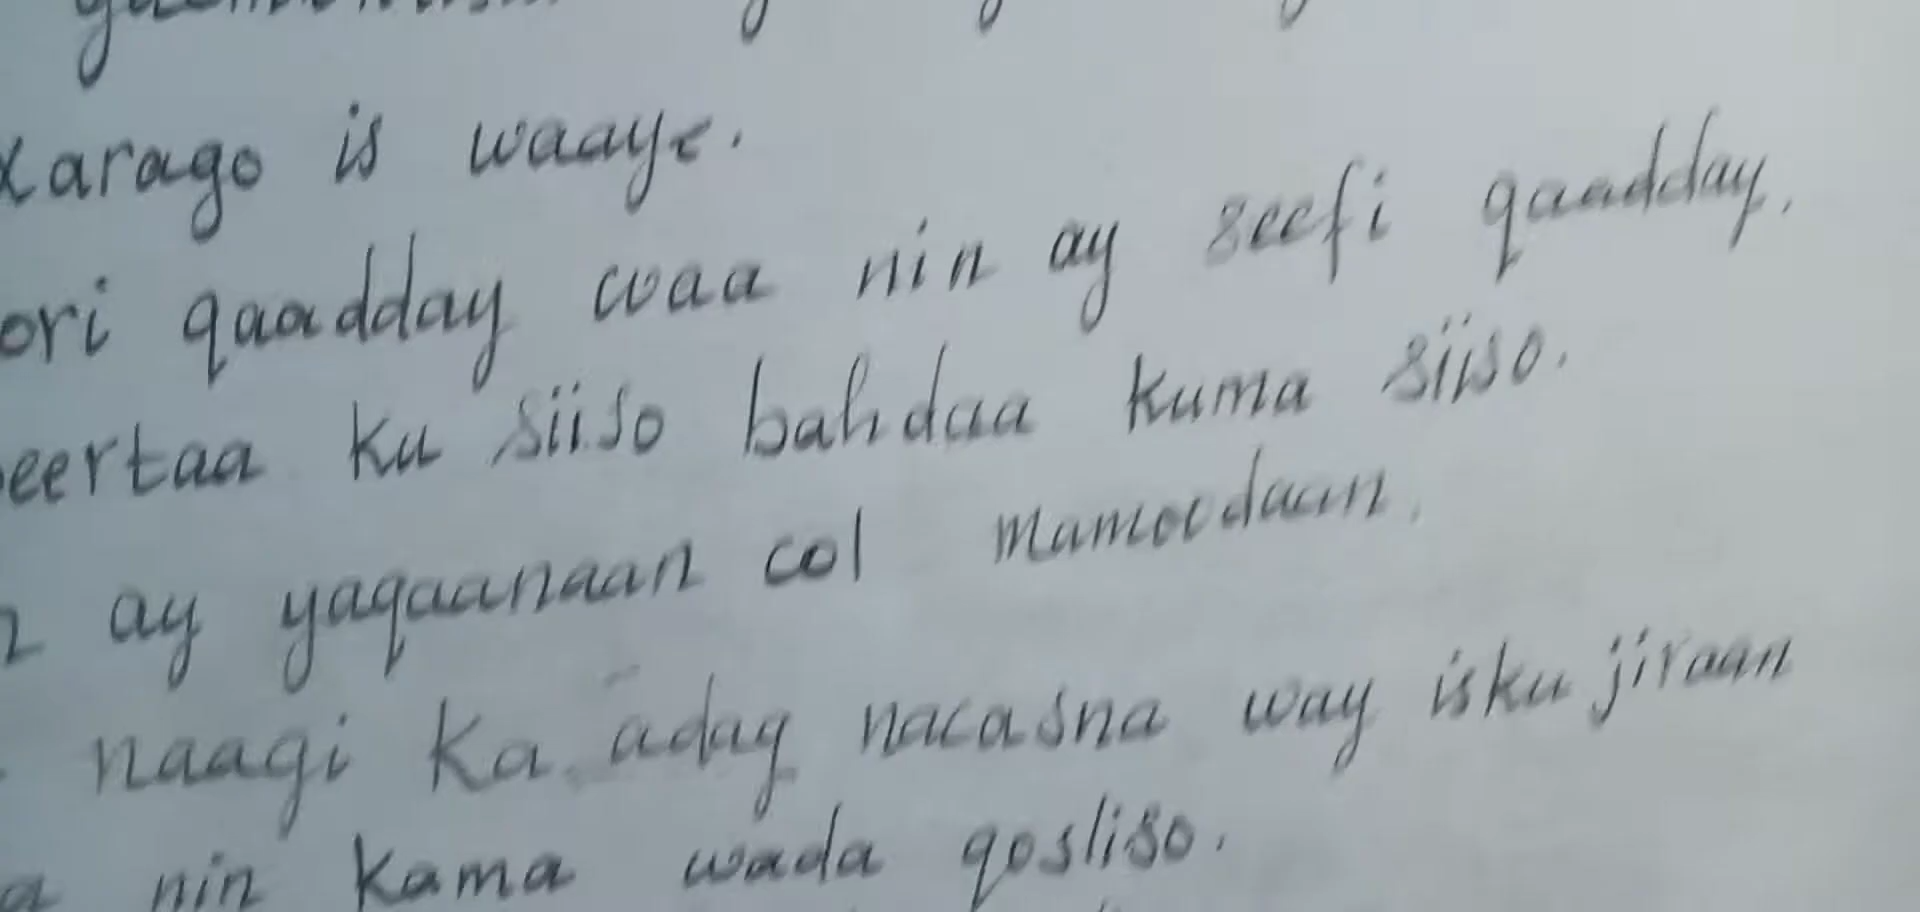 xarago is waaye.
ori qaadday waa nin ay seefi qaadday.
eertaa ku siiso bahdaa kuma siiso.
ay yaqaanaan col mamoodaan.
naagi ka adag nacasna way isku jiraan
nin kama wada qosliso.